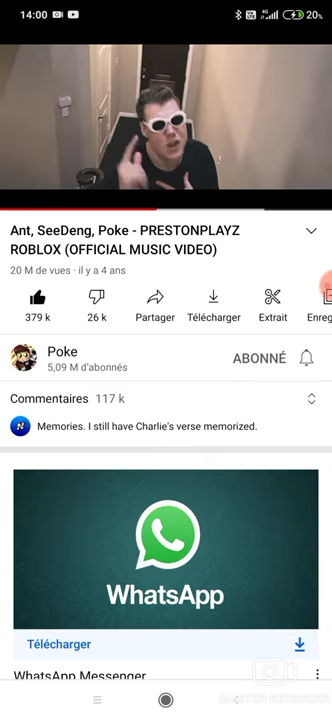 14:00 4G 20%
Ant, SeeDeng, Poke - PRESTONPLAYZ
ROBLOX (OFFICIAL MUSIC VIDEO)
20 M de vues · il y a 4 ans
379 k 26 k Partager Télécharger Extrait Enreg
Poke
5,09 M d'abonnés
ABONNÉ
Commentaires 117 k
N Memories. I still have Charlie's verse memorized.
WhatsApp
Télécharger
WhatsApp Messenger